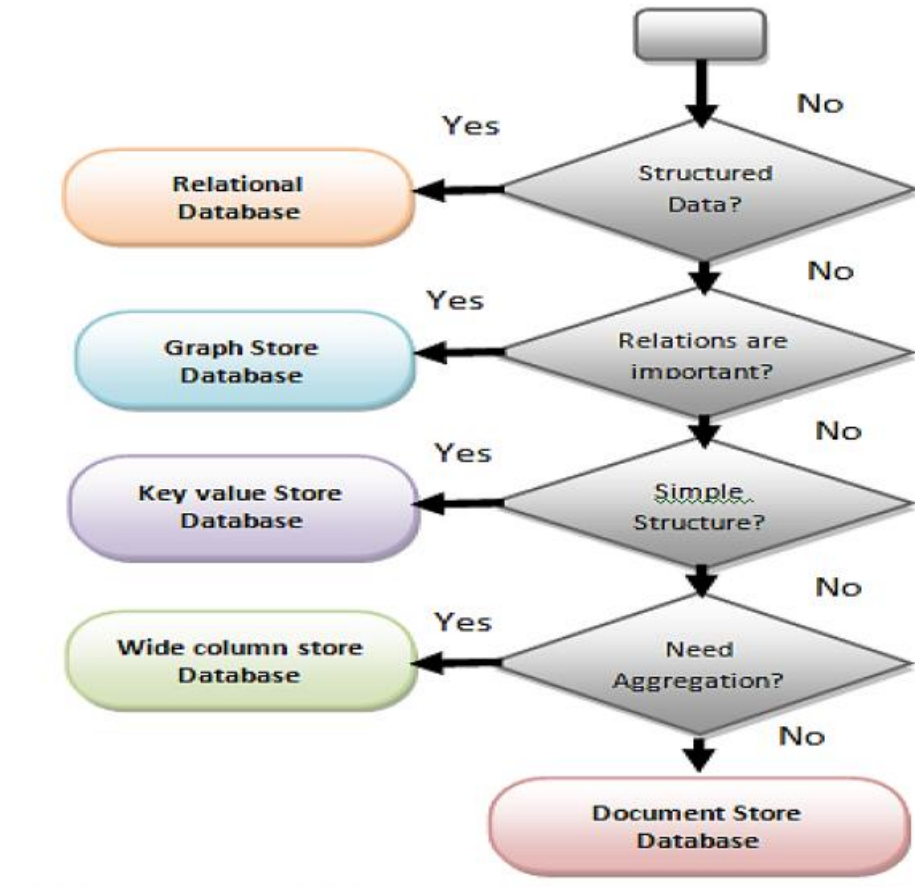 No
Yes
Structured
Data?
Relational
Database
No
Yes
Relations are
important?
Graph Store
Database
No
Yes
Simple
Structure?
Key value Store
Database
No
Yes
Need
Aggregation?
Wide column store
Database
No
Document Store
Database